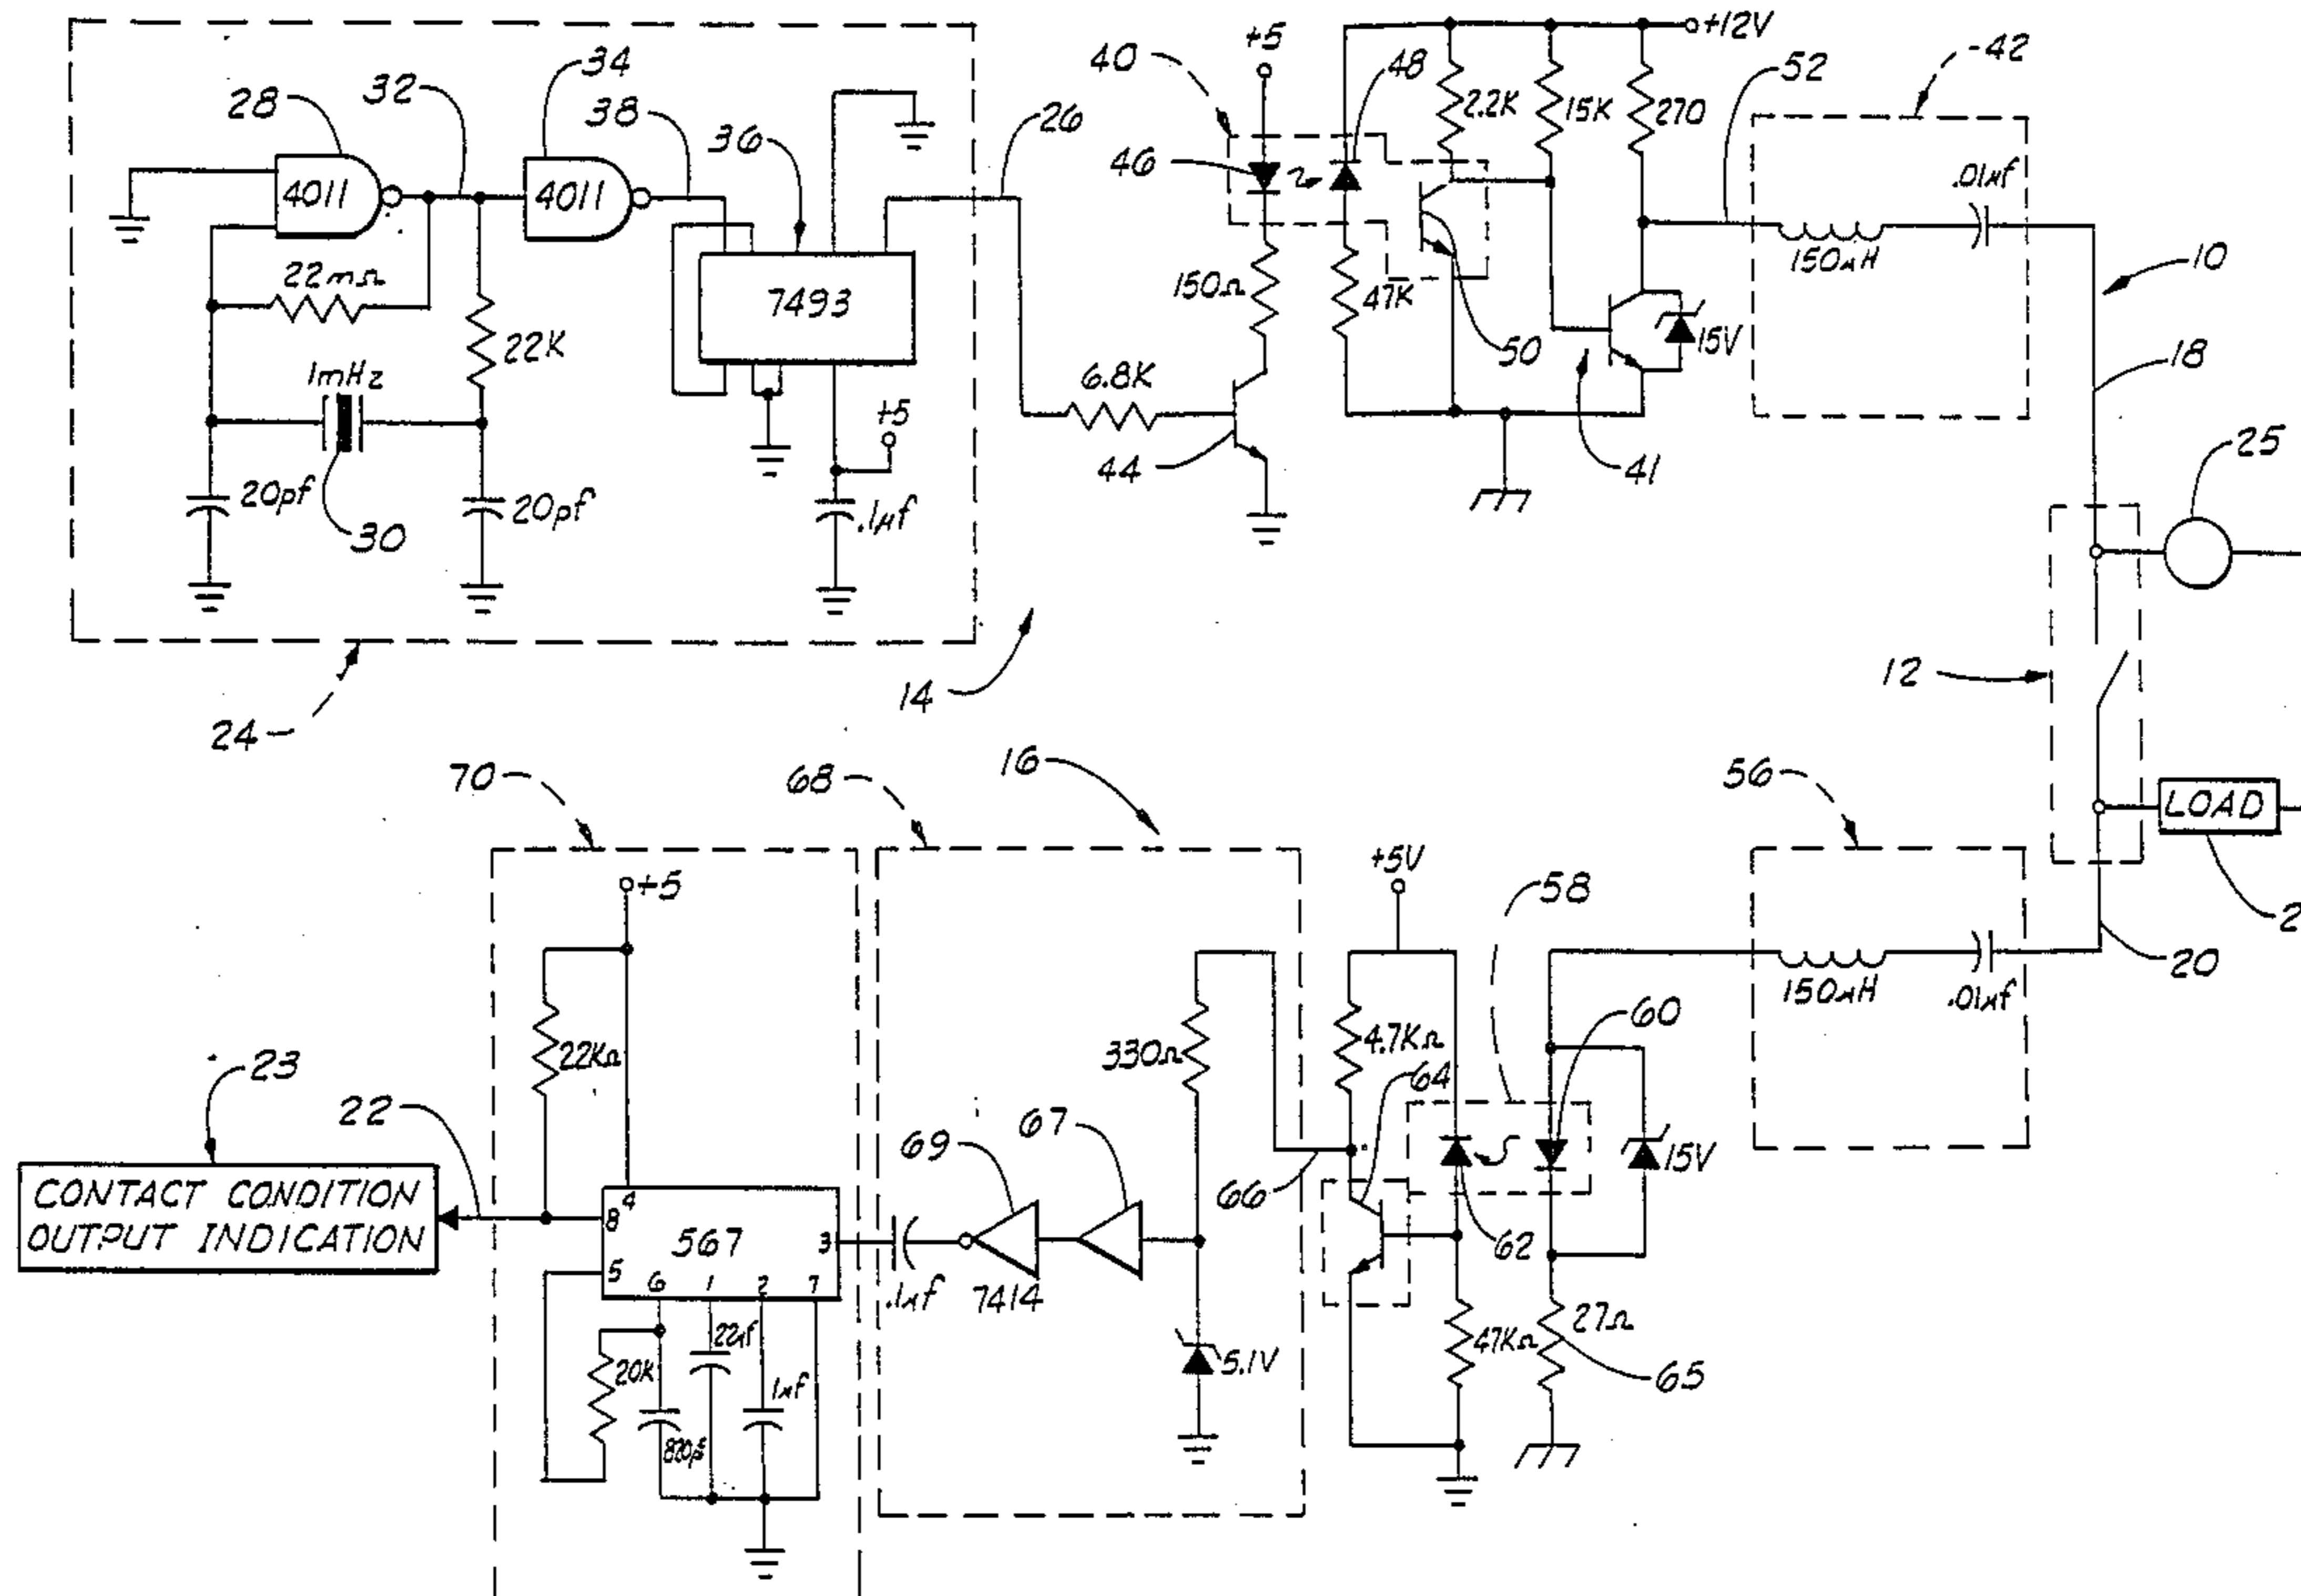 +12V
+5
40
48
-42
34
52
28
32
38
2.2K
15K
270
36
26
46
.01µf
4011
4011
150µH
10
22mΩ
7493
150Ω
47K
50
15V
18
22K
1mHz
6.8K
+5
25
44
41
20pf
20pf
.1µf
30
12
14
24
70
68
16
56
LOAD
+5V
58
+5
2
20
150µH
.01µf
60
23
22KΩ
330Ω
4.7KΩ
64
22
69
67
15V
CONTACT CONDITION
OUTPUT INDICATION
4
8
567
3
66
62
5
6
1
2
7
.1µf
7414
22µf
47KΩ
27Ω
20K
5.1V
65
1µf